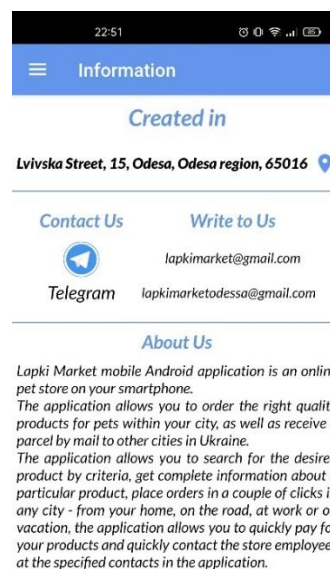 22:51
85
Information
Created in
Lvivska Street, 15, Odesa, Odesa region, 65016
Contact Us
Write to Us
lapkimarket@gmail.com
Telegram
lapkimarketodessa@gmail.com
About Us
Lapki Market mobile Android application is an onlin
pet store on your smartphone.
The application allows you to order the right qualit
products for pets within your city, as well as receive
parcel by mail to other cities in Ukraine.
The application allows you to search for the desire
product by criteria, get complete information about
particular product, place orders in a couple of clicks i
any city - from your home, on the road, at work or o
vacation, the application allows you to quickly pay fo
your products and quickly contact the store employee
at the specified contacts in the application.